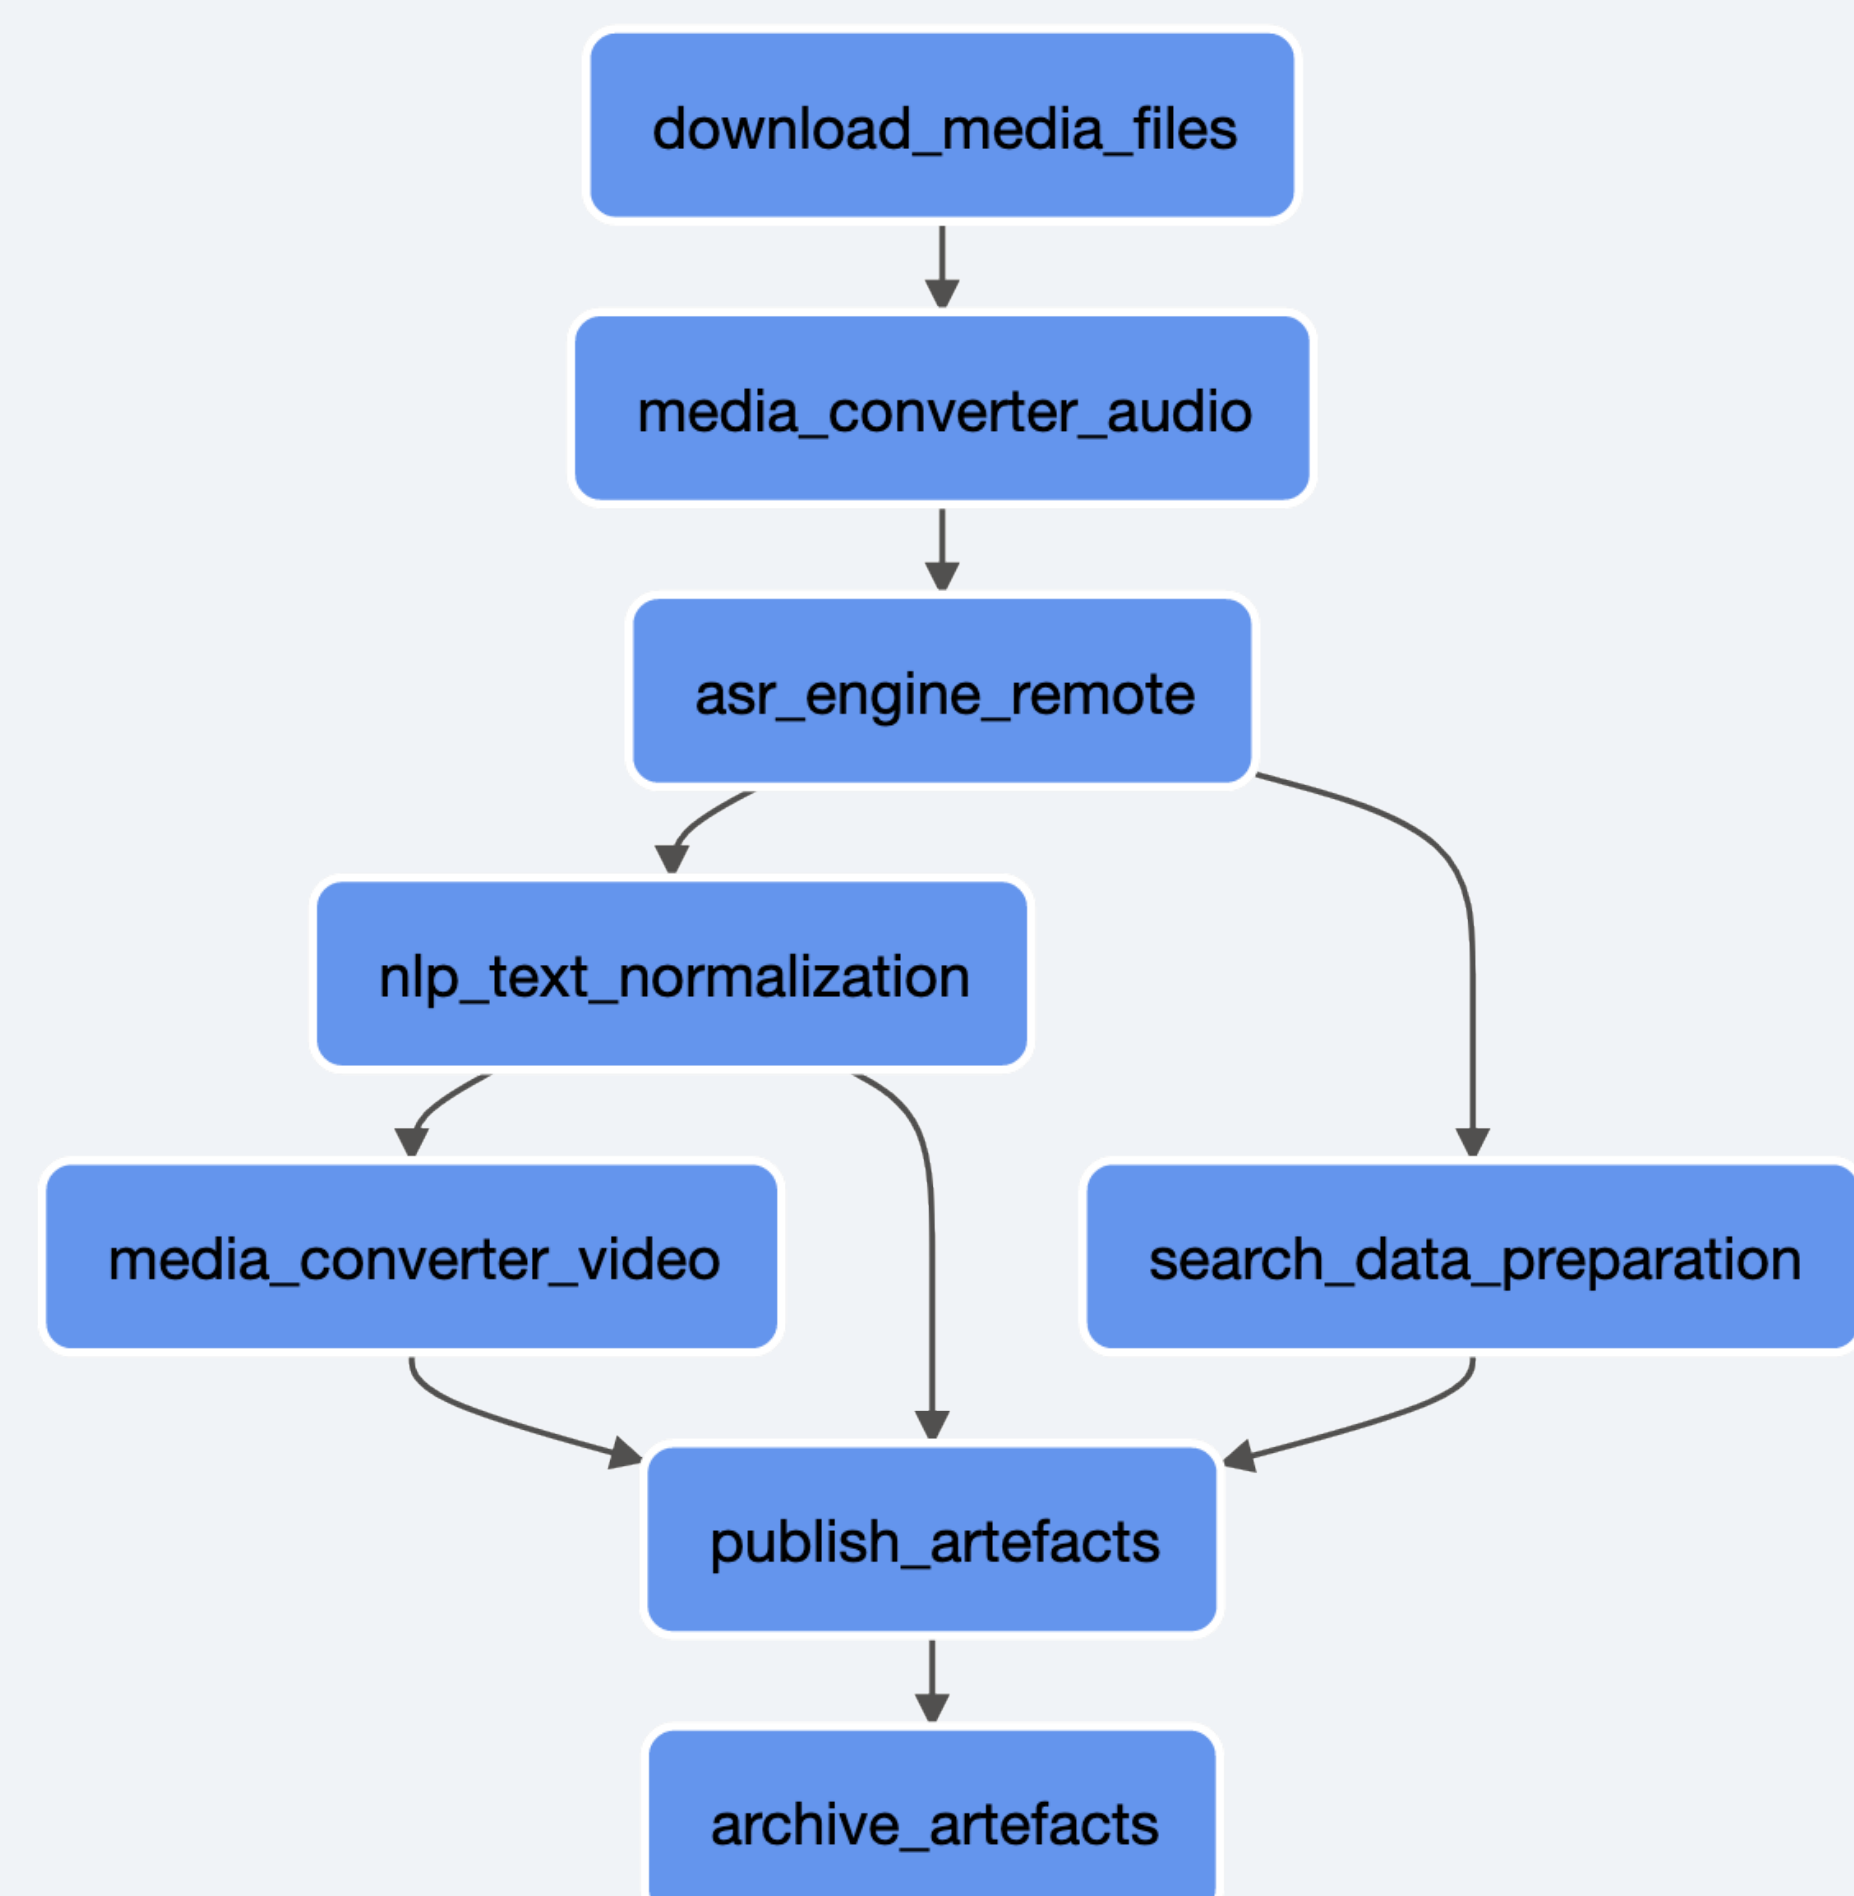 download_media_files
media_converter_audio
asr_engine_remote
nlp_text_normalization
media_converter_video
search_data_preparation
publish_artefacts
archive_artefacts